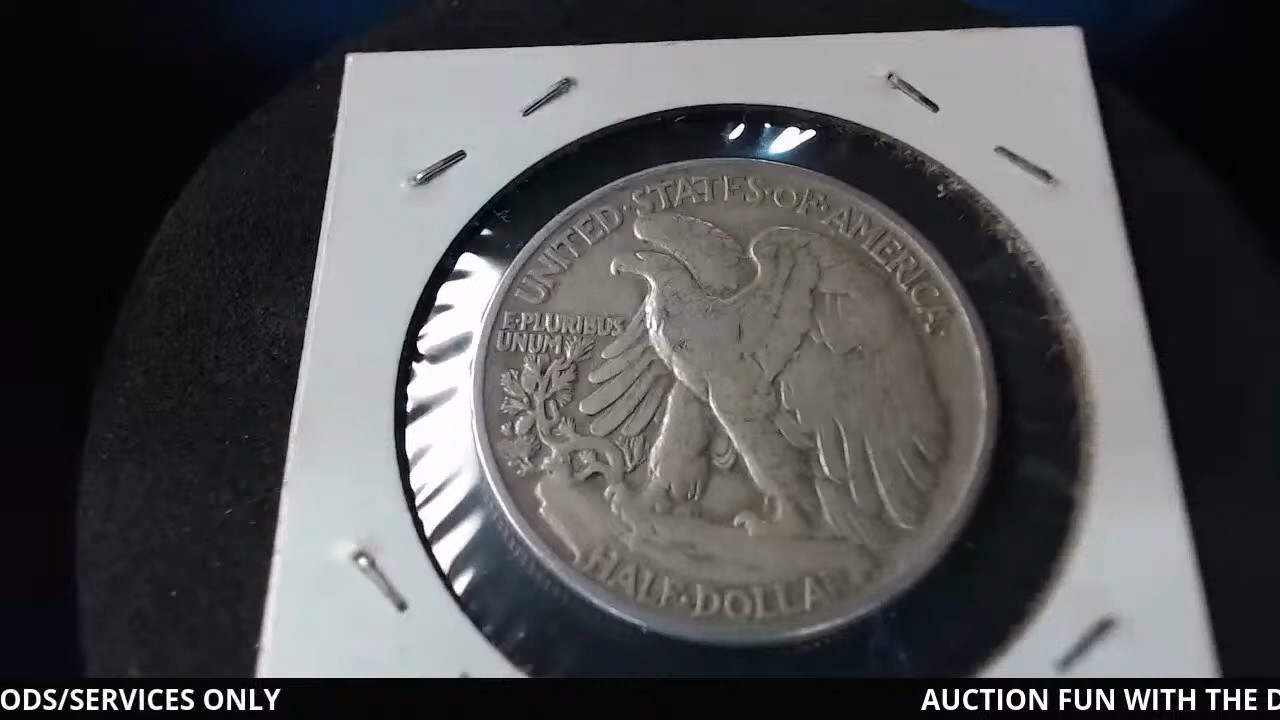 UNITED·STATES·OF·AMERICA·
E·PLURIBUS
UNUM
HALF·DOLLAR
ODS/SERVICES ONLY
AUCTION FUN WITH THE D